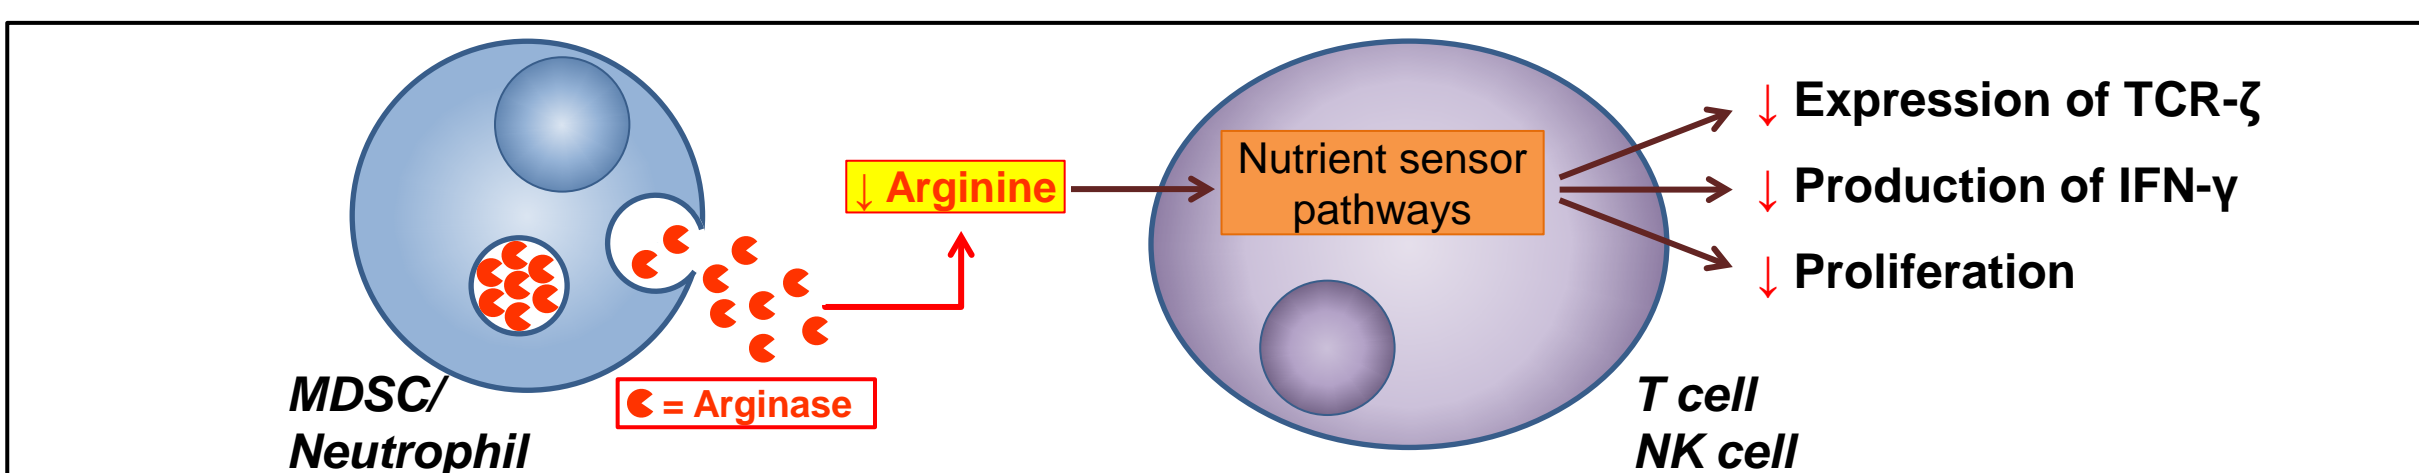 MDSC/
Neutrophil
= Arginase
↓ Arginine
Nutrient sensor
pathways
T cell
NK cell
↓ Expression of TCR-ζ
↓ Production of IFN-γ
↓ Proliferation